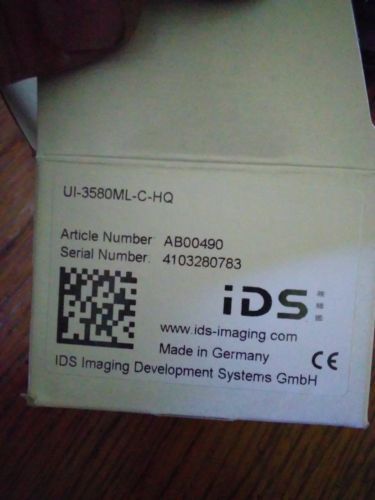 UI-3580ML-C-HQ
Article Number: AB00490
Serial Number: 4103280783
iDS:
www.ids-imaging.com
Made in Germany
CE
IDS Imaging Development Systems GmbH